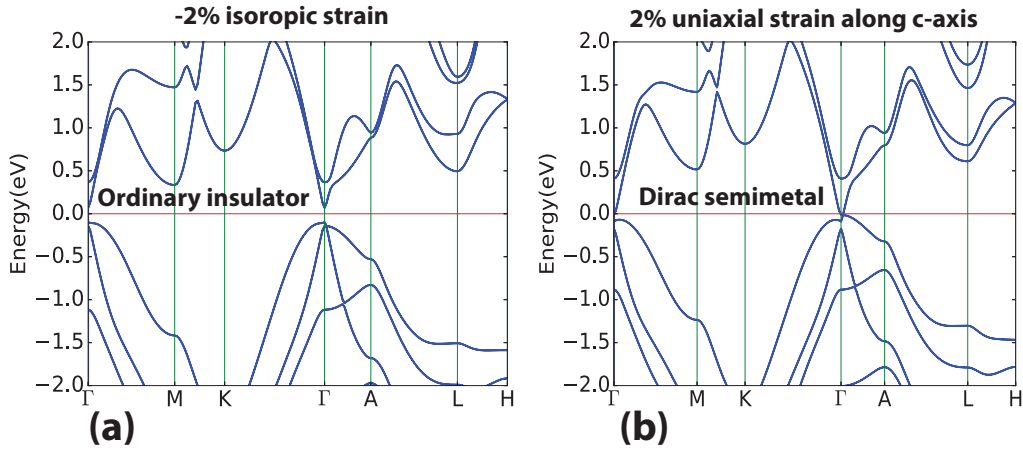 -2% isoropic strain
2% uniaxial strain along c-axis
2.0
1.5
1.0
0.5
0.0
−0.5
−1.0
−1.5
−2.0
Energy(eV)
Ordinary insulator
Γ M K Γ A L H
(a)
2.0
1.5
1.0
0.5
0.0
−0.5
−1.0
−1.5
−2.0
Energy(eV)
Dirac semimetal
Γ M K Γ A L H
(b)